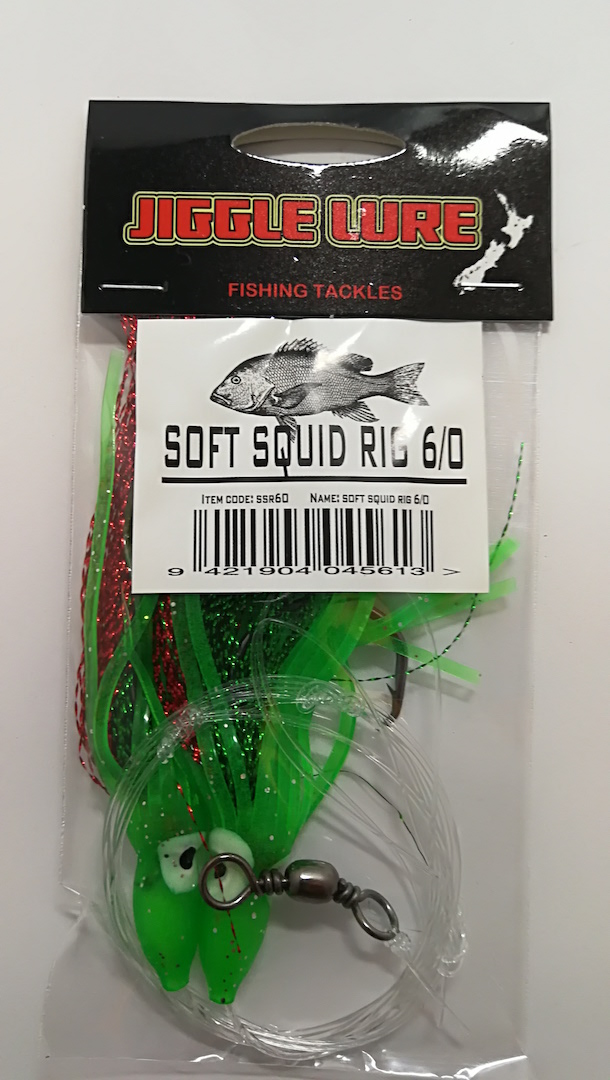 JIGGLE LURE
FISHING TACKLES
SOFT SQUID RIG 6/0
ITEM CODE: SSR60 NAME: SOFT SQUID RIG 6/0
9 421904 045613 >